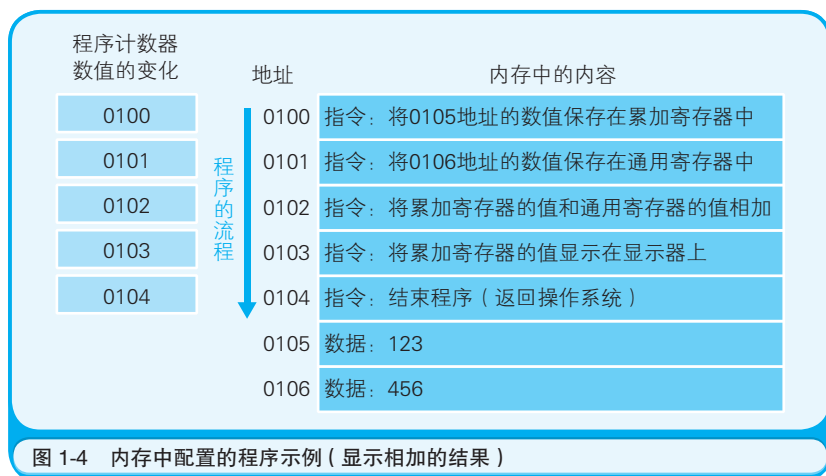 程序计数器
数值的变化
地址
内存中的内容
0100
0100 指令：将0105地址的数值保存在累加寄存器中
0101
0101 指令：将0106地址的数值保存在通用寄存器中
0102
0102 指令：将累加寄存器的值和通用寄存器的值相加
0103
0103 指令：将累加寄存器的值显示在显示器上
0104
0104 指令：结束程序（返回操作系统）
0105 数据：123
0106 数据：456
程序的流程
图 1-4 内存中配置的程序示例（显示相加的结果）